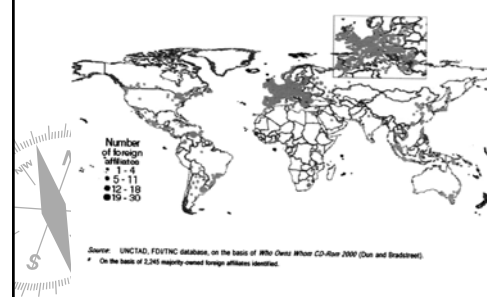 Number
of foreign
affiliates
1 - 4
5 - 11
12 - 18
19 - 30
NW
S
Source: UNCTAD, FDI/TNC database, on the basis of Who Owns Whom CD-Rom 2000 (Dun and Bradstreet).
a On the basis of 2,245 majority-owned foreign affiliates identified.